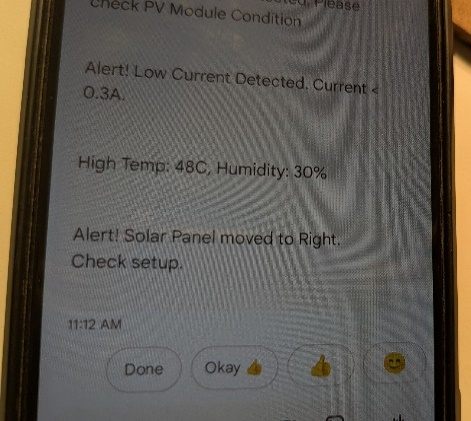 Please
Check PV Module Condition
Alert! Low Current Detected. Current <
0.3A.
High Temp: 48C, Humidity: 30%
Alert! Solar Panel moved to Right.
Check setup.
11:12 AM
Done
Okay 👍
👍
😊